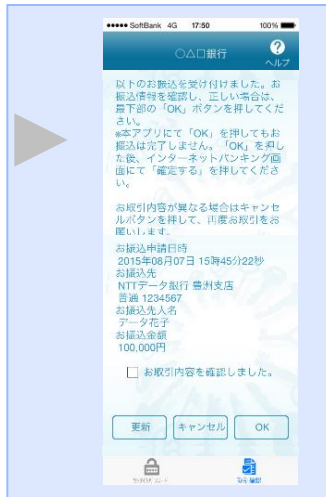 ●●●●● SoftBank 4G 17:50 100%
○△□銀行
?
ヘルプ
以下のお振込を受け付けました。お
振込情報を確認し、正しい場合は、
最下部の「OK」ボタンを押してくだ
さい。
※本アプリにて「OK」を押してもお
振込は完了しません。「OK」を押し
た後、インターネットバンキング画
面にて「確定する」を押してくださ
い。
お取引内容が異なる場合はキャンセ
ルボタンを押して、再度お取引をお
願いします。
お振込申請日時
2015年08月07日 15時45分22秒
お振込先
NTTデータ銀行 豊洲支店
普通 1234567
お振込先人名
データ花子
お振込金額
100,000円
お取引内容を確認しました。
更新 キャンセル OK
取引確認